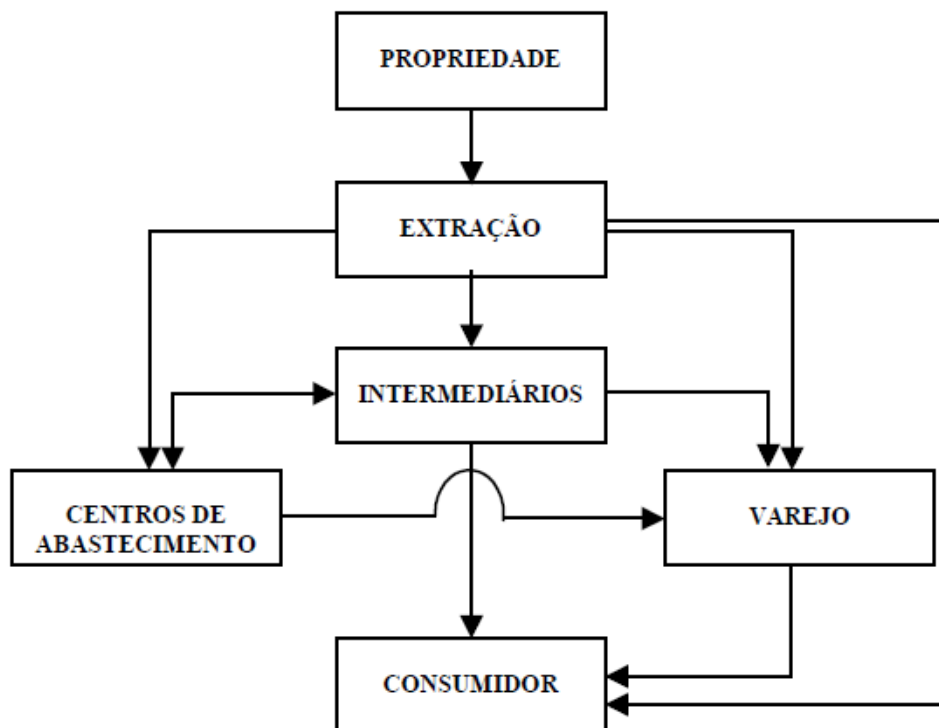 PROPRIEDADE
EXTRAÇÃO
INTERMEDIÁRIOS
CENTROS DE
ABASTECIMENTO
VAREJO
CONSUMIDOR